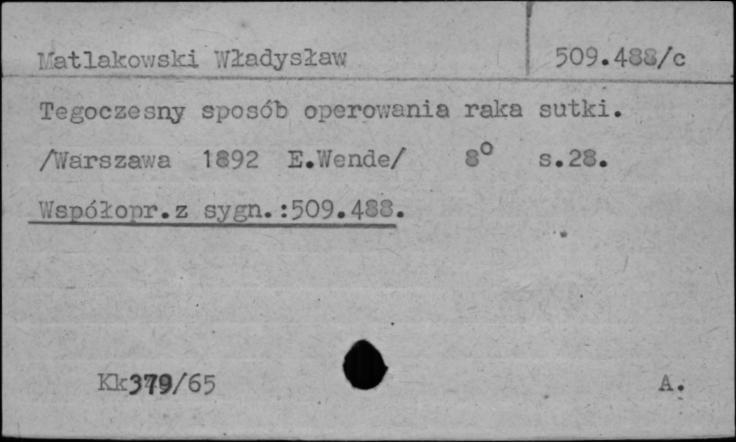 Matlakowski Władysław 509.488/c
Tegoczesny sposób operowania raka sutki.
/Warszawa 1892 E.Wende/ 8° s.28.
Współopr.z sygn.:509.488.
Kk379/65 A.